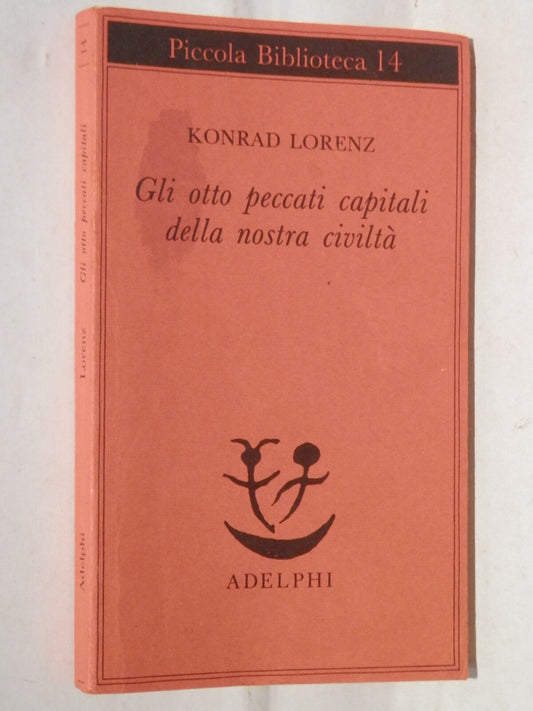 Piccola Biblioteca 14
KONRAD LORENZ
Gli otto peccati capitali
della nostra civiltà
ADELPHI
14
Gli otto peccati capitali
Lorenz
Adelphi